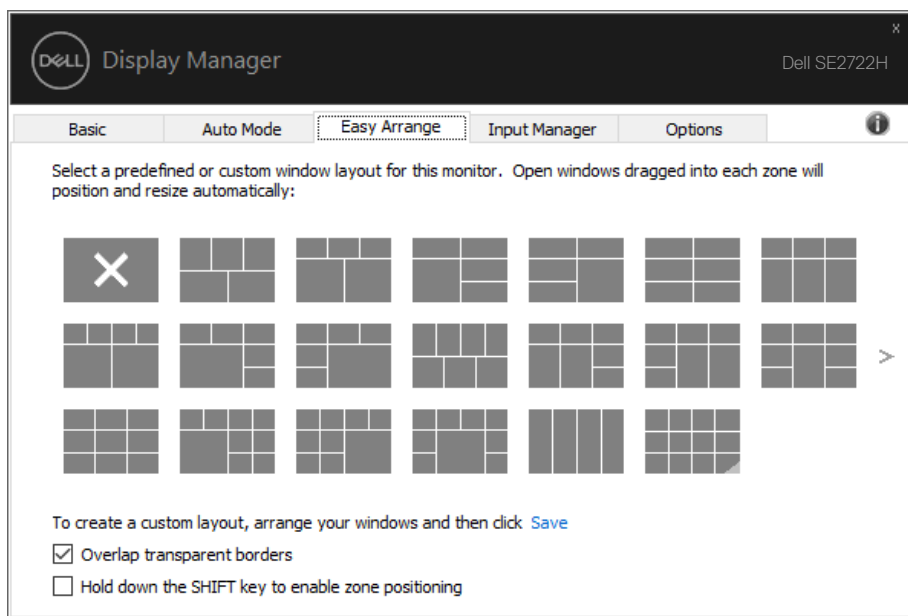 x
DELL Display Manager
Dell SE2722H
Basic Auto Mode Easy Arrange Input Manager Options i
Select a predefined or custom window layout for this monitor. Open windows dragged into each zone will
position and resize automatically:
>
To create a custom layout, arrange your windows and then click Save
Overlap transparent borders
Hold down the SHIFT key to enable zone positioning